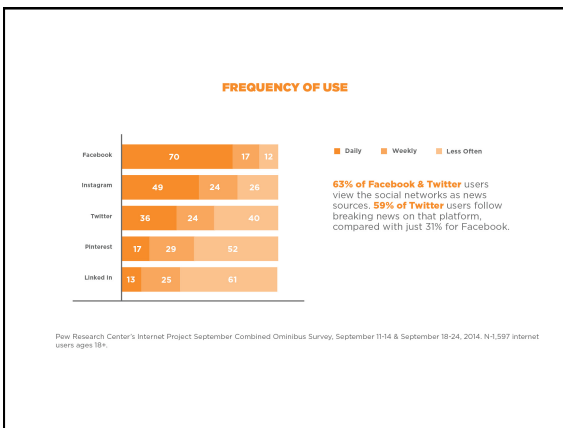 FREQUENCY OF USE
Daily Weekly Less Often
Facebook 70 17 12
Instagram 49 24 26
Twitter 36 24 40
Pinterest 17 29 52
Linked In 13 25 61
63% of Facebook & Twitter users
view the social networks as news
sources. 59% of Twitter users follow
breaking news on that platform,
compared with just 31% for Facebook.
Pew Research Center's Internet Project September Combined Ominibus Survey, September 11-14 & September 18-24, 2014. N-1,597 internet
users ages 18+.